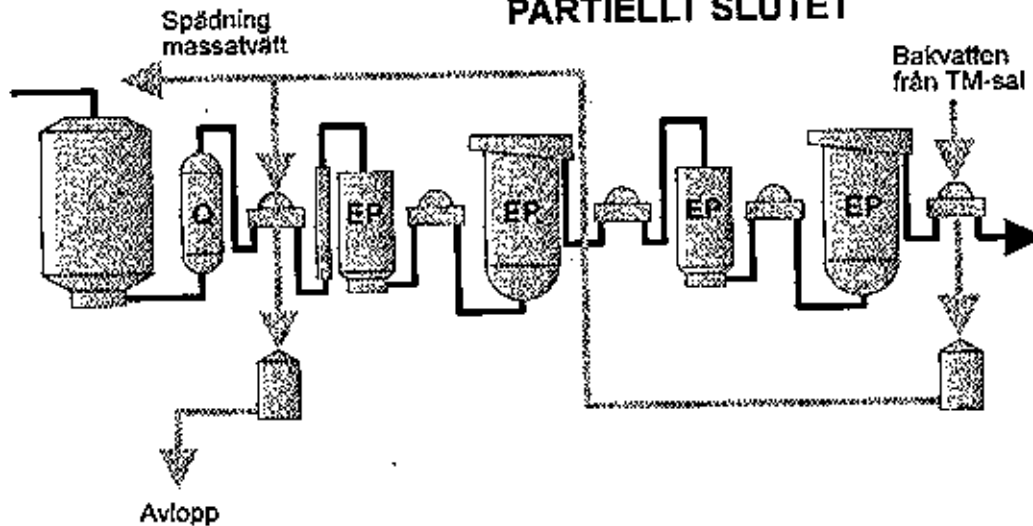 PARTIELLT SLUTET
Spädning
massatvätt
Bakvatten
från TM-sal
Q
EP
EP
EP
EP
Avlopp